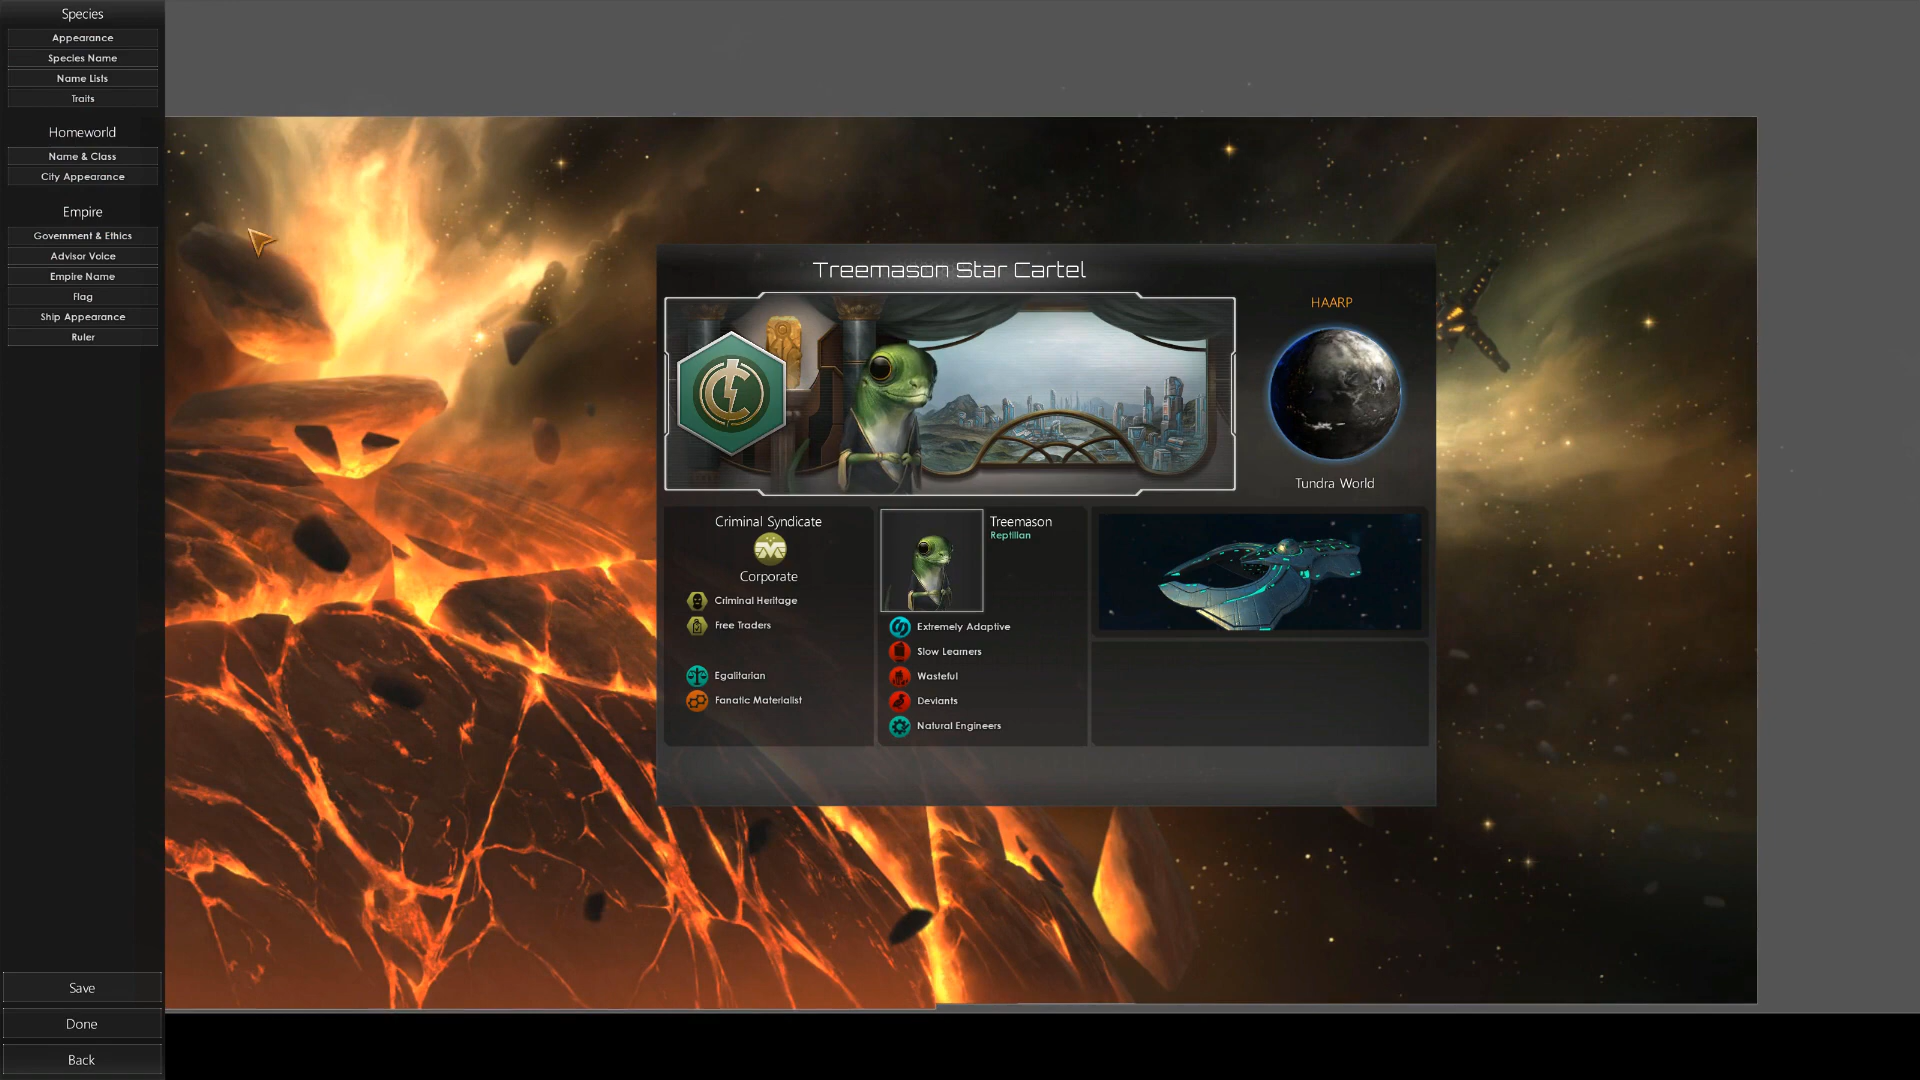 Species
Appearance
Species Name
Name Lists
Traits
Homeworld
Name & Class
City Appearance
Empire
Government & Ethics
Advisor Voice
Empire Name
Flag
Ship Appearance
Ruler
Save
Done
Back
Treemason Star Cartel
HAARP
Tundra World
Criminal Syndicate
Corporate
Criminal Heritage
Free Traders
Egalitarian
Fanatic Materialist
Treemason
Reptilian
Extremely Adaptive
Slow Learners
Wasteful
Deviants
Natural Engineers